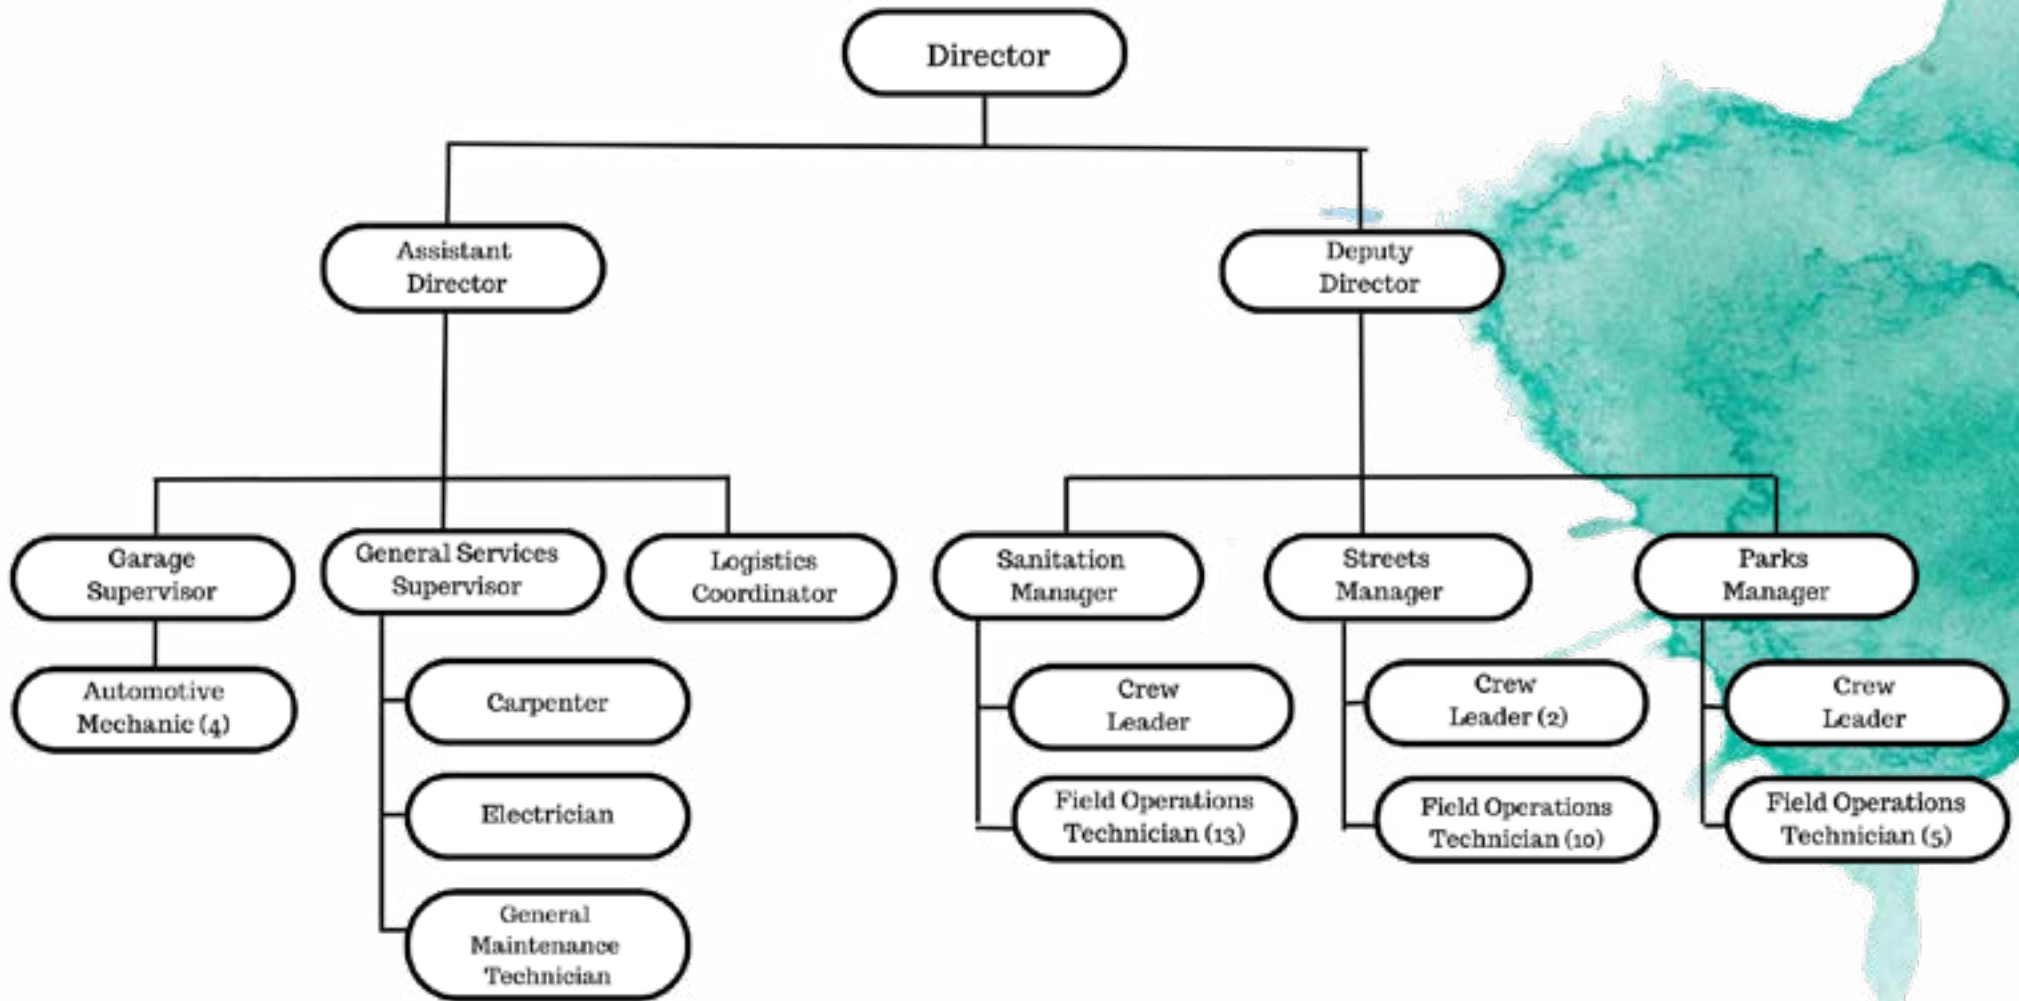 Director
Assistant
Director
Deputy
Director
Garage
Supervisor
General Services
Supervisor
Logistics
Coordinator
Sanitation
Manager
Streets
Manager
Parks
Manager
Automotive
Mechanic (4)
Carpenter
Electrician
General
Maintenance
Technician
Crew
Leader
Field Operations
Technician (13)
Crew
Leader (2)
Field Operations
Technician (10)
Crew
Leader
Field Operations
Technician (5)